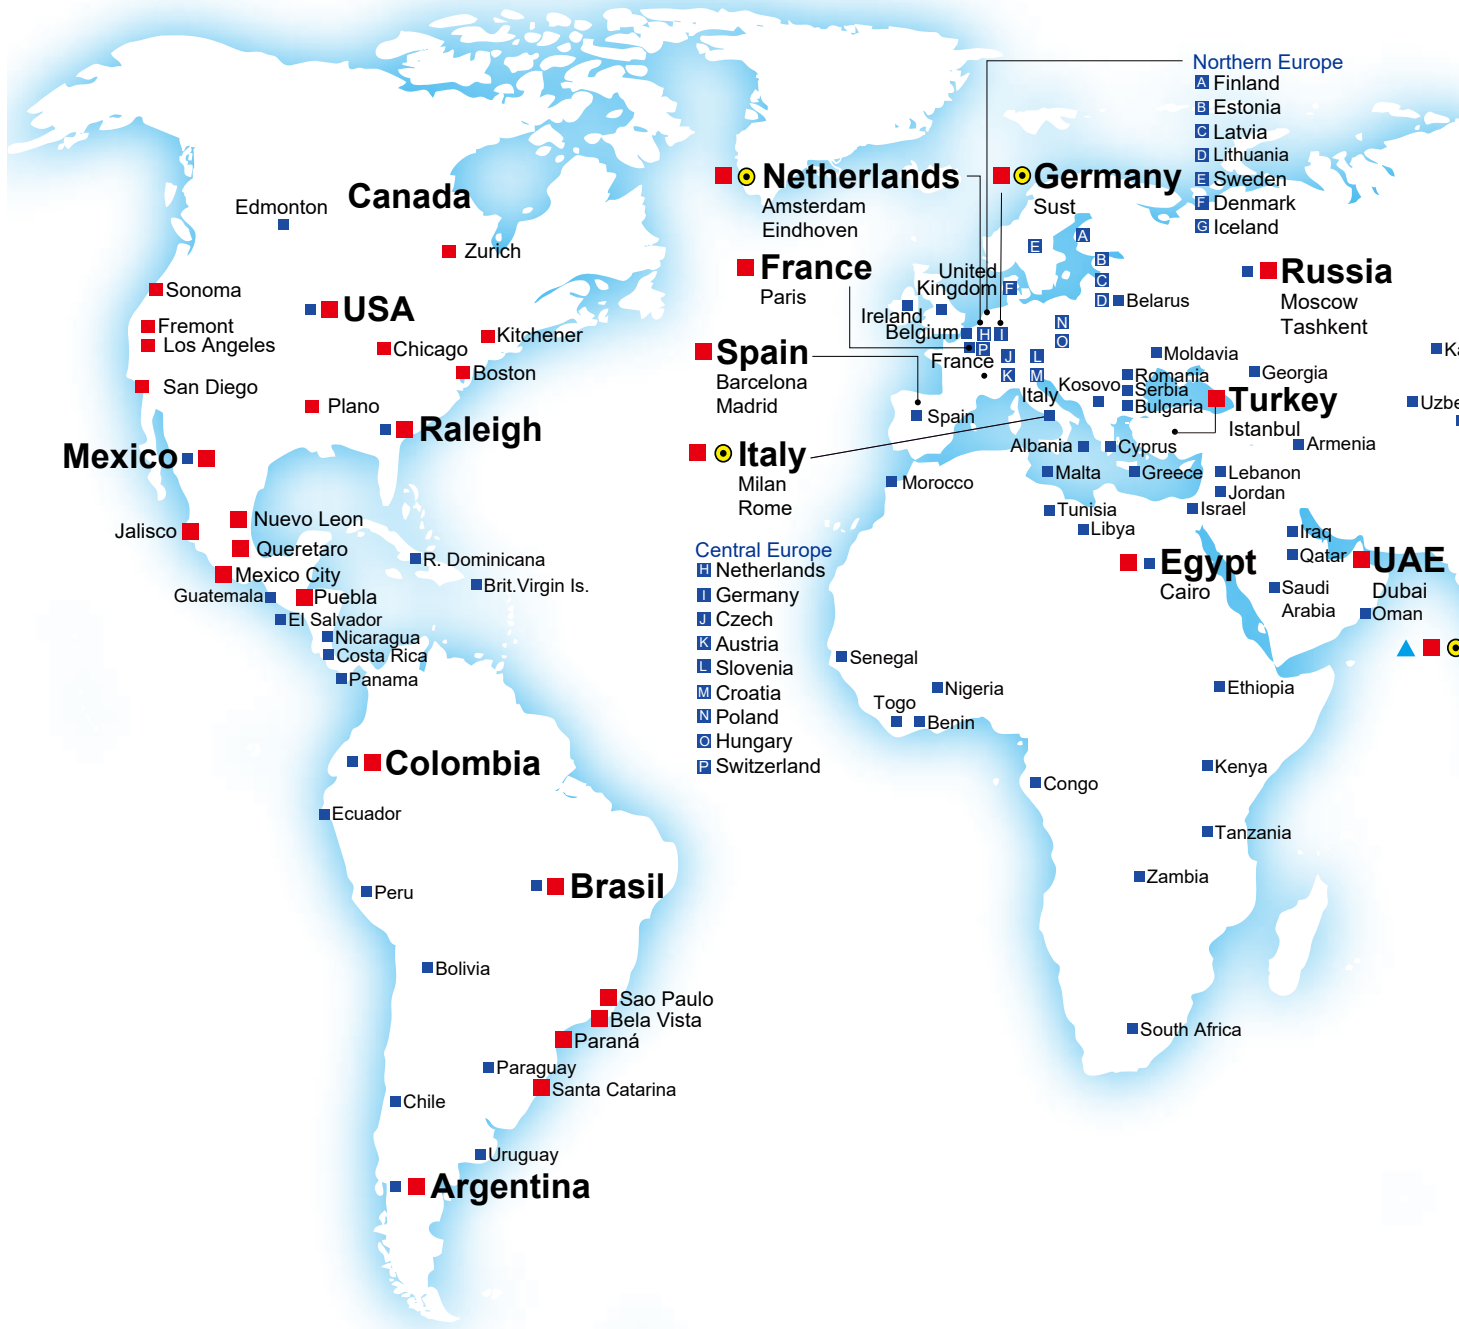 Northern Europe
A Finland
B Estonia
C Latvia
D Lithuania
E Sweden
F Denmark
G Iceland
Netherlands
Amsterdam
Eindhoven
Germany
Sust
Canada
Edmonton
Zurich
France
Paris
Russia
Moscow
Tashkent
E
A
B
C
D
F
United
Kingdom
Belarus
Ireland
Belgium
H
I
N
O
P
J
L
K
M
France
Sonoma
USA
Fremont
Los Angeles
Kitchener
Chicago
Boston
San Diego
Plano
Raleigh
Spain
Barcelona
Madrid
Spain
Italy
Kosovo
Moldavia
Romania
Serbia
Bulgaria
Georgia
Turkey
Istanbul
Armenia
Ka
Uzbe
Mexico
Italy
Milan
Rome
Albania
Cyprus
Malta
Greece
Lebanon
Jordan
Israel
Morocco
Tunisia
Libya
Iraq
Qatar
UAE
Dubai
Saudi
Arabia
Oman
Egypt
Cairo
Jalisco
Nuevo Leon
Queretaro
Mexico City
Guatemala
Puebla
El Salvador
Nicaragua
Costa Rica
Panama
R. Dominicana
Brit.Virgin Is.
Central Europe
H Netherlands
I Germany
J Czech
K Austria
L Slovenia
M Croatia
N Poland
O Hungary
P Switzerland
Senegal
Nigeria
Togo
Benin
Ethiopia
Congo
Kenya
Tanzania
Zambia
South Africa
Colombia
Ecuador
Peru
Brasil
Bolivia
Sao Paulo
Bela Vista
Paraná
Paraguay
Santa Catarina
Chile
Uruguay
Argentina